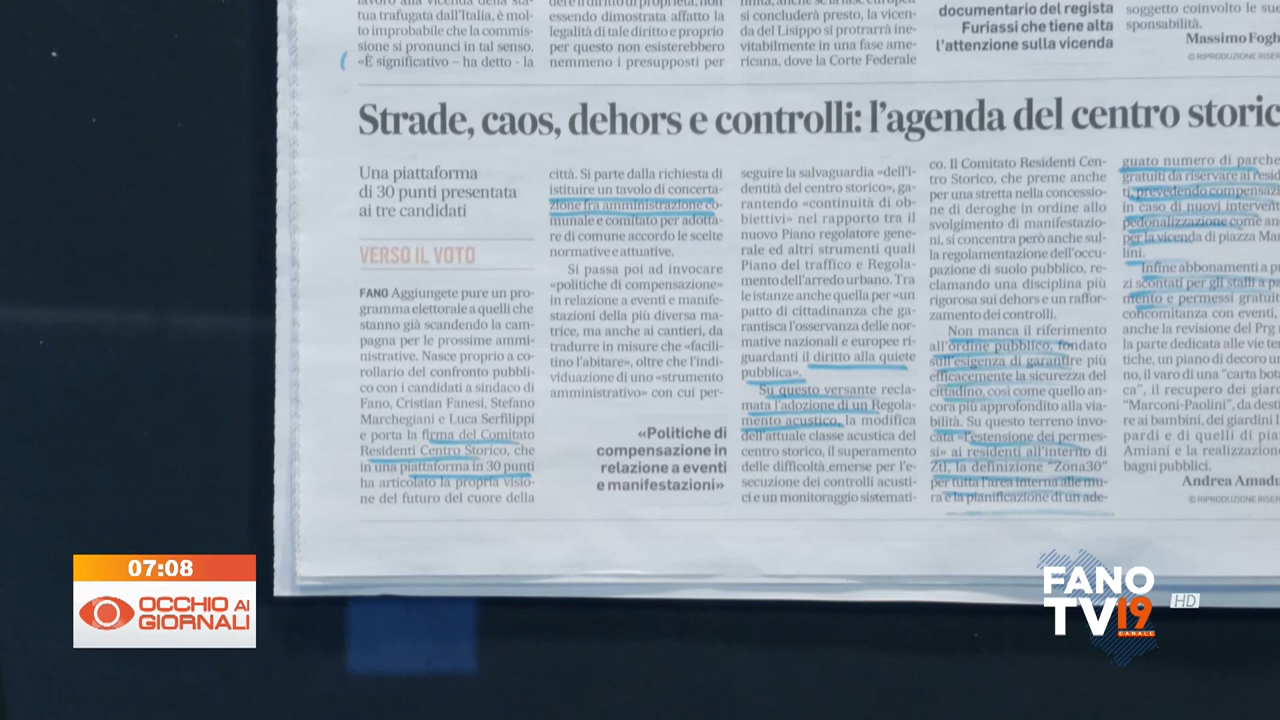 tua trafugata dall'Italia, è mol-
to improbabile che la commis-
sione si pronunci in tal senso.
«È significativo – ha detto - la
essendo dimostrata affatto la
legalità di tale diritto e proprio
per questo non esisterebbero
nemmeno i presupposti per
si concluderà presto, la vicen-
da del Lisippo si protrarrà ine-
vitabilmente in una fase ame-
ricana, dove la Corte Federale
documentario del regista
Furiassi che tiene alta
l'attenzione sulla vicenda
soggetto coinvolto le sue
sponsabilità.
Massimo Fogh
© RIPRODUZIONE RISER
Strade, caos, dehors e controlli: l'agenda del centro storic
Una piattaforma
di 30 punti presentata
ai tre candidati
VERSO IL VOTO
FANO Aggiungete pure un pro-
gramma elettorale a quelli che
stanno già scandendo la cam-
pagna per le prossime ammi-
nistrative. Nasce proprio a co-
rollario del confronto pubbli-
co con i candidati a sindaco di
Fano, Cristian Fanesi, Stefano
Marchegiani e Luca Serfilippi
e porta la firma del Comitato
Residenti Centro Storico, che
in una piattaforma in 30 punti
ha articolato la propria visio-
ne del futuro del cuore della
città. Si parte dalla richiesta di
istituire un tavolo di concerta-
zione fra amministrazione co-
munale e comitato per adotta-
re di comune accordo le scelte
normative e attuative.
Si passa poi ad invocare
«politiche di compensazione»
in relazione a eventi e manife-
stazioni della più diversa ma-
trice, ma anche ai cantieri, da
tradurre in misure che «facili-
tino l'abitare», oltre che l'indi-
viduazione di uno «strumento
amministrativo» con cui per-
«Politiche di
compensazione in
relazione a eventi
e manifestazioni»
seguire la salvaguardia «dell'i-
dentità del centro storico», ga-
rantendo «continuità di o-
biettivi» nel rapporto tra il
nuovo Piano regolatore gene-
rale ed altri strumenti quali
Piano del traffico e Regola-
mento dell'arredo urbano. Tra
le istanze anche quella per «un
patto di cittadinanza che ga-
rantisca l'osservanza delle nor-
mative nazionali e europee ri-
guardanti il diritto alla quiete
pubblica».
Su questo versante recla-
mata l'adozione di un Regola-
mento acustico, la modifica
dell'attuale classe acustica del
centro storico, il superamento
delle difficoltà emerse per l'e-
secuzione dei controlli acusti-
ci e un monitoraggio sistemati-
co. Il Comitato Residenti Cen-
tro Storico, che preme anche
per una stretta nella concessio-
ne di deroghe in ordine allo
svolgimento di manifestazio-
ni, si concentra però anche sul-
la regolamentazione dell'occu-
pazione di suolo pubblico, re-
clamando una disciplina più
rigorosa sui dehors e un raffor-
zamento dei controlli.
Non manca il riferimento
all'ordine pubblico, fondato
sull'esigenza di garantire più
efficacemente la sicurezza del
cittadino, così come quello an-
cora più approfondito alla via-
bilità. Su questo terreno invo-
cata «l'estensione dei permes-
si» ai residenti all'interno di
Ztl, la definizione "Zona30"
per tutta l'area interna alle mu-
ra e la pianificazione di un ade-
guato numero di parche
gratuiti da riservare ai resid
ti, prevedendo compensaz
in caso di nuovi intervent
pedonalizzazione come an
per la vicenda di piazza Mar
lini.
Infine abbonamenti a pr
zi scontati per gli stalli a pa
mento e permessi gratuit
concomitanza con eventi,
anche la revisione del Prg
la parte dedicata alle vie ten
tiche, un piano di decoro ur
no, il varo di una "carta bota
ca", il recupero dei giar
"Marconi-Paolini", da desti
re ai bambini, dei giardini I
pardi e di quelli di pia
Amiani e la realizzazion
bagni pubblici.
Andrea Amadu
© RIPRODUZIONE RISER
07:08
OCCHIO AI
GIORNALI
FANO
TV19
CANALE
HD